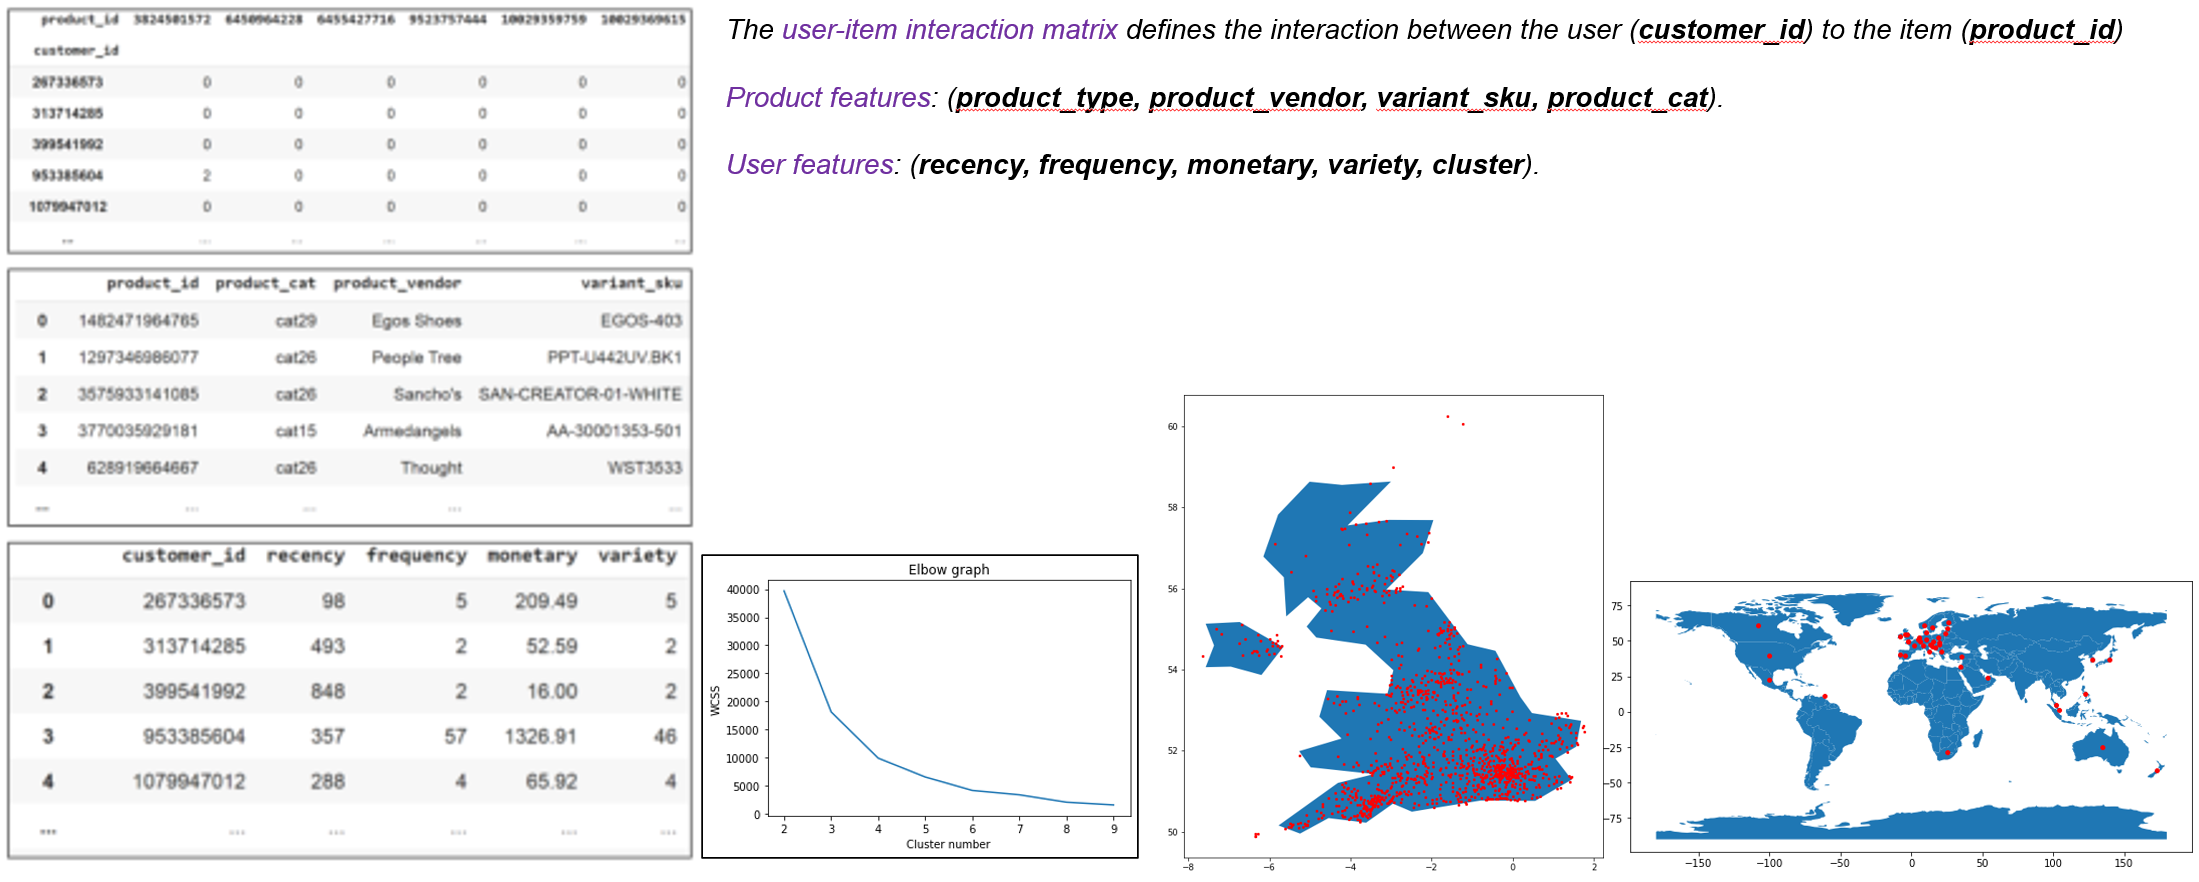 product_id 3824501572 6450964228 6455427716 9523757444 10029359759 10029369615
customer_id
267336573 0 0 0 0 0 0
313714285 0 0 0 0 0 0
399541992 0 0 0 0 0 0
953385604 2 0 0 0 0 0
1079947012 0 0 0 0 0 0
... ... ... ... ... ... ...
The user-item interaction matrix defines the interaction between the user (customer_id) to the item (product_id)
Product features: (product_type, product_vendor, variant_sku, product_cat).
User features: (recency, frequency, monetary, variety, cluster).
product_id product_cat product_vendor variant_sku
0 1482471964765 cat29 Egos Shoes EGOS-403
1 1297346986077 cat26 People Tree PPT-U442UV.BK1
2 3575933141085 cat26 Sancho's SAN-CREATOR-01-WHITE
3 3770035929181 cat15 Armedangels AA-30001353-501
4 628919664667 cat26 Thought WST3533
... ... ... ... ...
customer_id recency frequency monetary variety
0 267336573 98 5 209.49 5
1 313714285 493 2 52.59 2
2 399541992 848 2 16.00 2
3 953385604 357 57 1326.91 46
4 1079947012 288 4 65.92 4
... ... ... ... ... ...
Elbow graph
40000
35000
30000
25000
20000
15000
10000
5000
0
WCSS
2 3 4 5 6 7 8 9
Cluster number
60
58
56
54
52
50
−8 −6 −4 −2 0 2
75
50
25
0
−25
−50
−75
−150 −100 −50 0 50 100 150